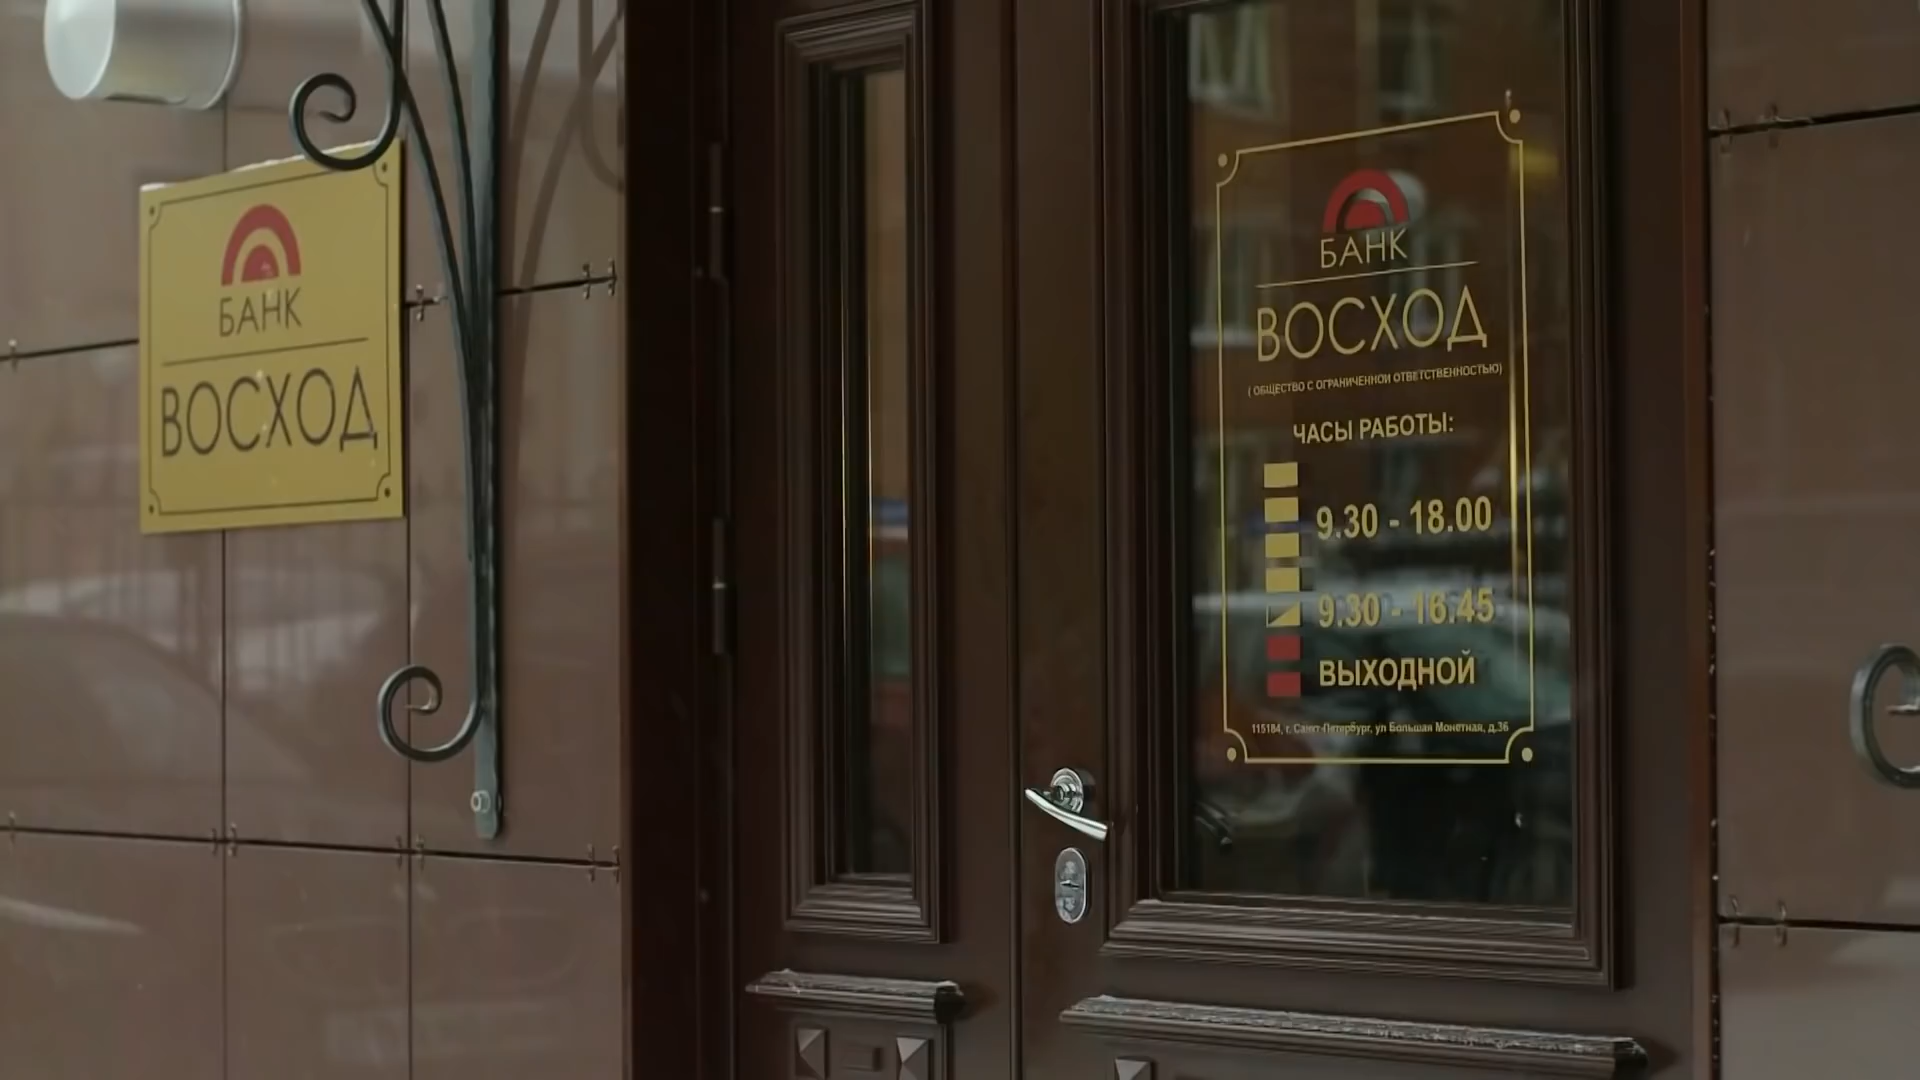 БАНК
ВОСХОД
БАНК
ВОСХОД
( ОБЩЕСТВО С ОГРАНИЧЕННОЙ ОТВЕТСТВЕННОСТЬЮ)
ЧАСЫ РАБОТЫ:
9.30 - 18.00
9.30 - 16.45
ВЫХОДНОЙ
115184, г. Санкт-Петербург, ул Большая Монетная, д.36